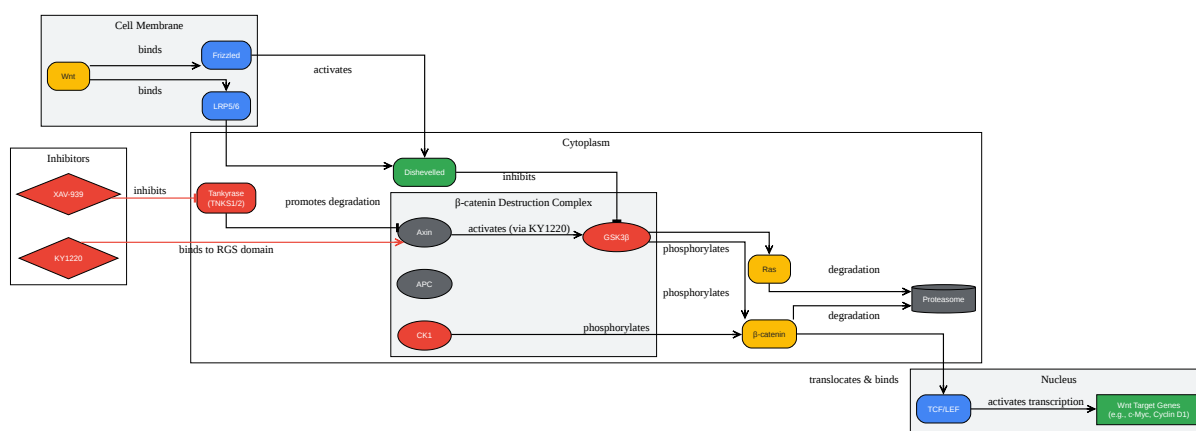 Cell Membrane
binds
Frizzled
Wnt
activates
binds
LRP5/6
Cytoplasm
Inhibitors
XAV-939
inhibits
Tankyrase
(TNKS1/2)
Dishevelled
inhibits
promotes degradation
β-catenin Destruction Complex
Axin
activates (via KY1220)
GSK3β
binds to RGS domain
KY1220
phosphorylates
Ras
degradation
APC
phosphorylates
Proteasome
degradation
CK1
phosphorylates
β-catenin
translocates & binds
Nucleus
TCF/LEF
activates transcription
Wnt Target Genes
(e.g., c-Myc, Cyclin D1)